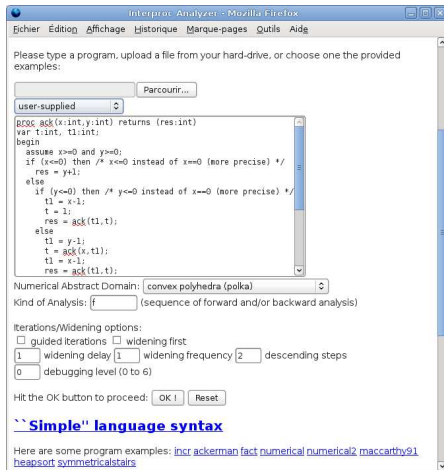 Interproc Analyzer - Mozilla Firefox
Fichier Édition Affichage Historique Marque-pages Outils Aide
Please type a program, upload a file from your hard-drive, or choose one the provided
examples:
Parcourir...
user-supplied
proc ack(x:int,y:int) returns (res:int)
var t:int, t1:int;
begin
assume x>=0 and y>=0;
if (x<=0) then /* x<=0 instead of x==0 (more precise) */
res = y+1;
else
if (y<=0) then /* y<=0 instead of x==0 (more precise) */
t1 = x-1;
t = 1;
res = ack(t1,t);
else
t1 = y-1;
t = ack(x,t1);
t1 = x-1;
res = ack(t1,t);
Numerical Abstract Domain: convex polyhedra (polka)
Kind of Analysis: f (sequence of forward and/or backward analysis)
Iterations/Widening options:
guided iterations widening first
1 widening delay 1 widening frequency 2 descending steps
0 debugging level (0 to 6)
Hit the OK button to proceed: OK ! Reset
``Simple'' language syntax
Here are some program examples: incr ackerman fact numerical numerical2 maccarthy91
heapsort symmetricalstairs